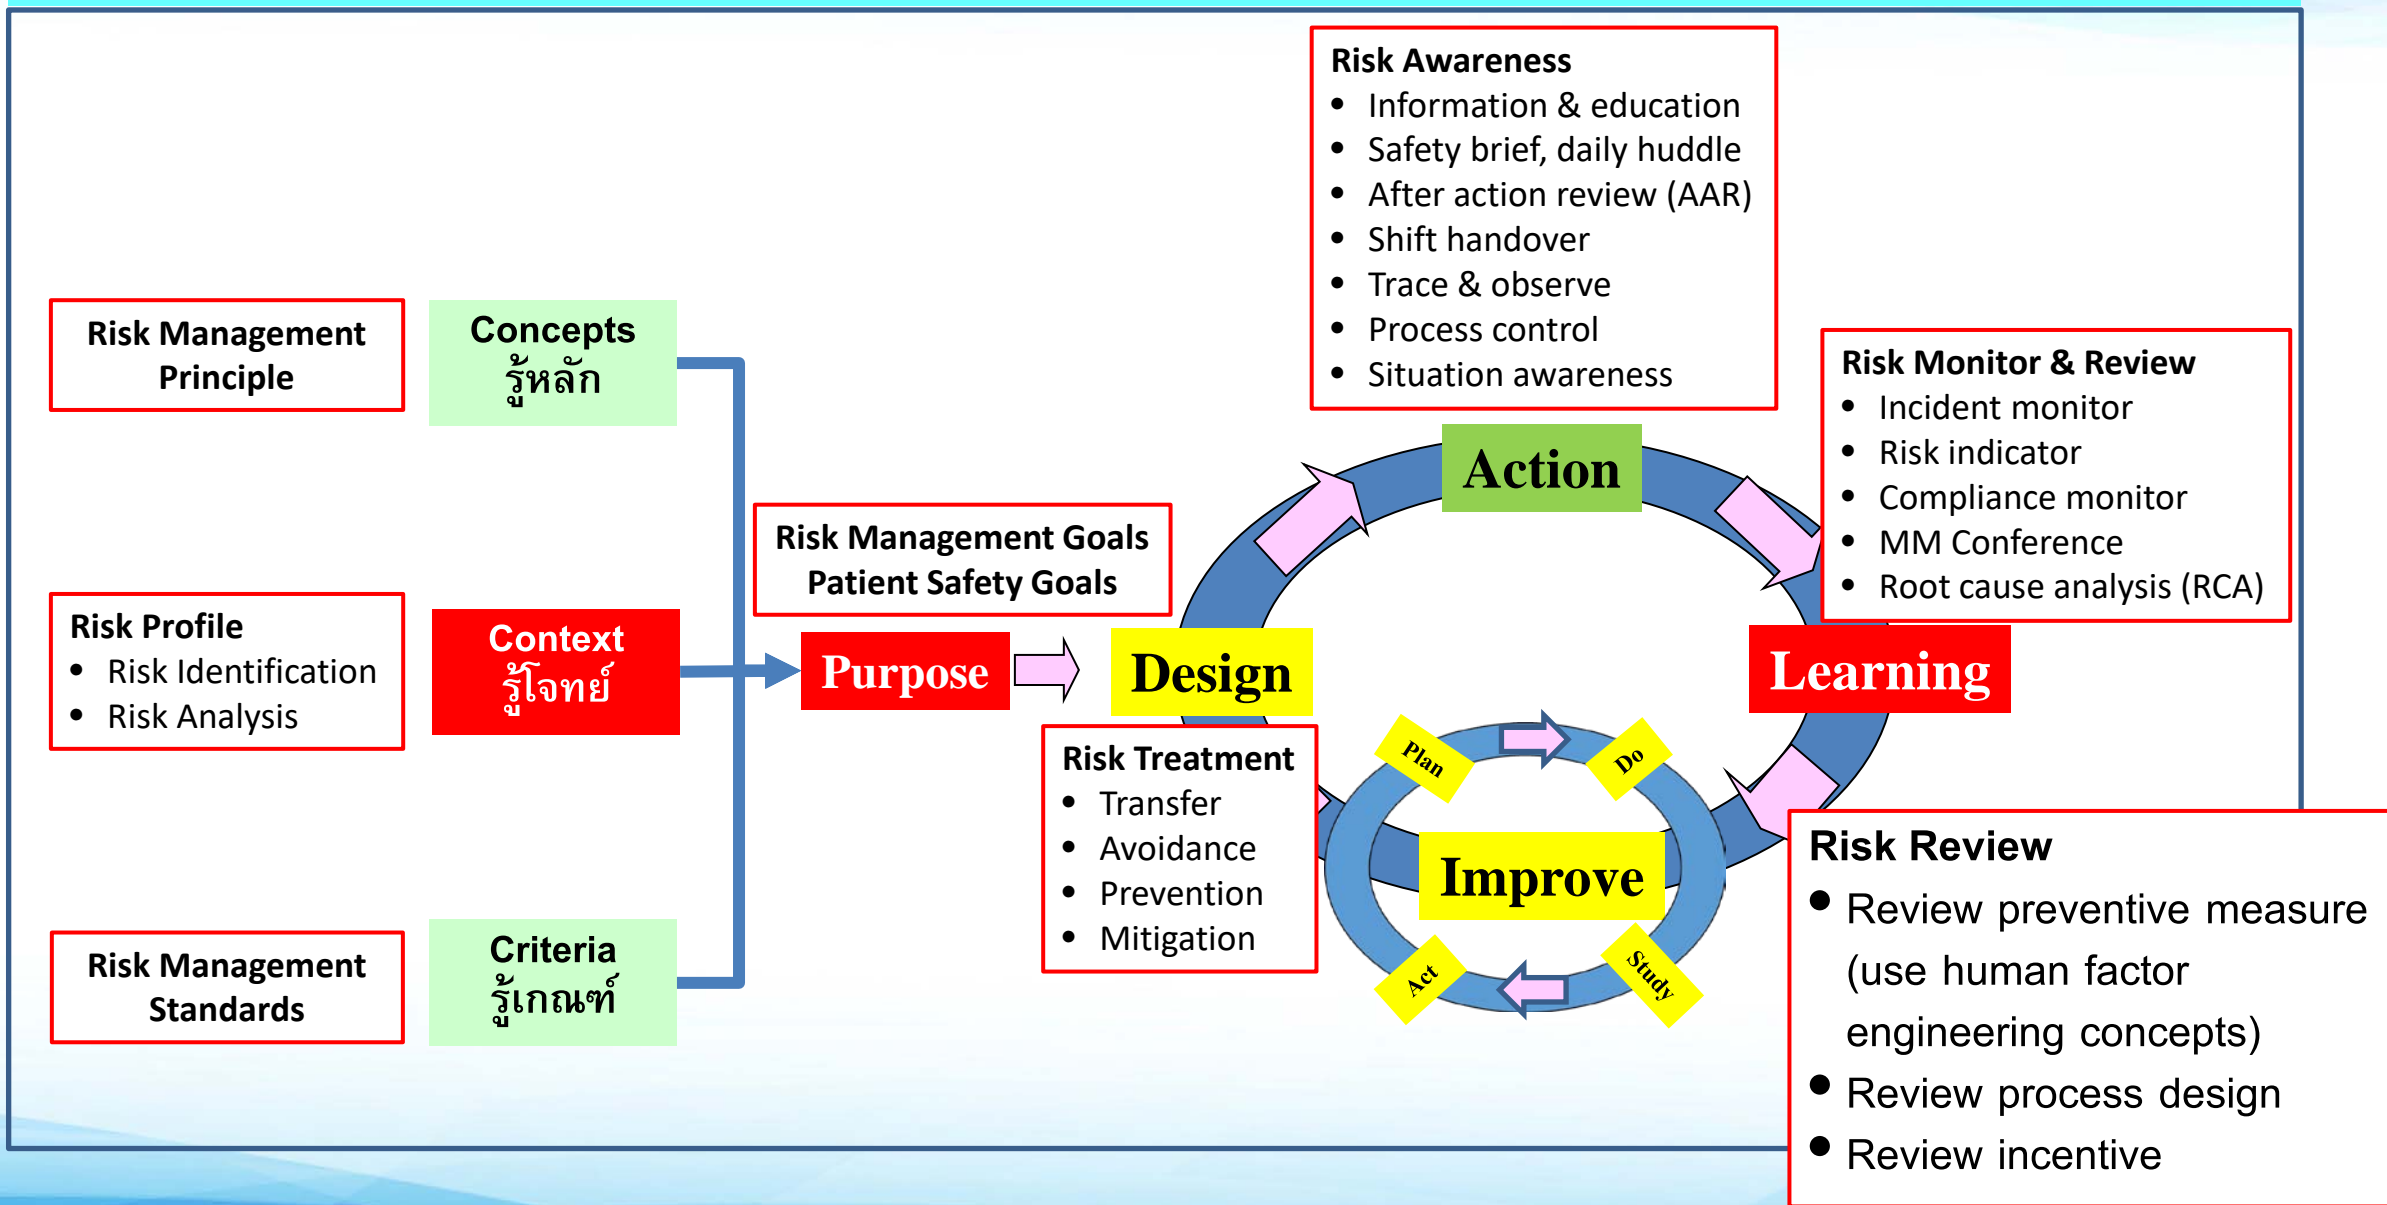 Risk Awareness
• Information & education
• Safety brief, daily huddle
• After action review (AAR)
• Shift handover
• Trace & observe
• Process control
• Situation awareness
Risk Management
Principle
Concepts
รู้หลัก
Risk Monitor & Review
• Incident monitor
• Risk indicator
• Compliance monitor
• MM Conference
• Root cause analysis (RCA)
Action
Risk Management Goals
Patient Safety Goals
Risk Profile
• Risk Identification
• Risk Analysis
Context
รู้โจทย์
Purpose
Design
Learning
Risk Treatment
• Transfer
• Avoidance
• Prevention
• Mitigation
Plan
Do
Improve
Act
Study
Risk Review
• Review preventive measure
(use human factor
engineering concepts)
• Review process design
• Review incentive
Risk Management
Standards
Criteria
รู้เกณฑ์